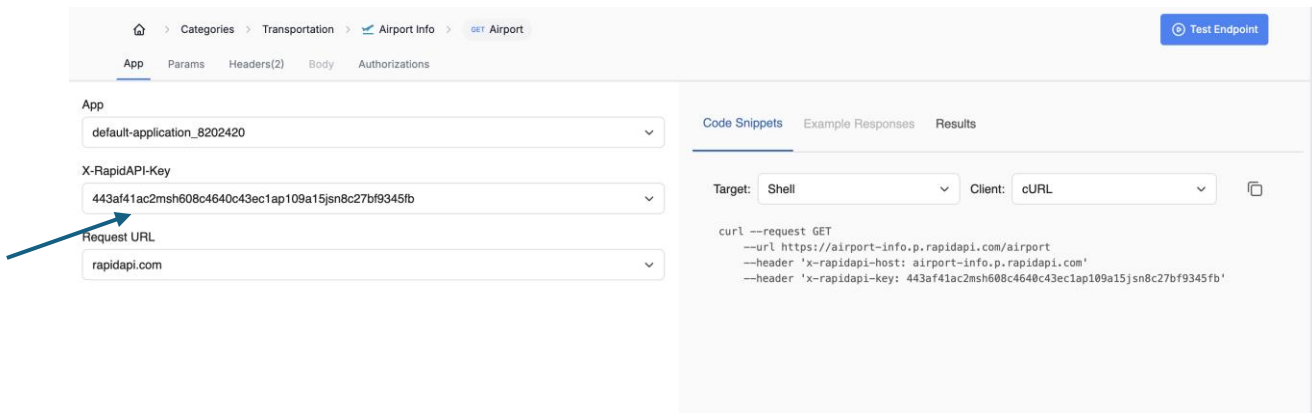 Categories > Transportation > Airport Info > GET Airport
Test Endpoint
App Params Headers(2) Body Authorizations
App
default-application_8202420
X-RapidAPI-Key
443af41ac2msh608c4640c43ec1ap109a15jsn8c27bf9345fb
Request URL
rapidapi.com
Code Snippets Example Responses Results
Target: Shell Client: cURL
curl --request GET
--url https://airport-info.p.rapidapi.com/airport
--header 'x-rapidapi-host: airport-info.p.rapidapi.com'
--header 'x-rapidapi-key: 443af41ac2msh608c4640c43ec1ap109a15jsn8c27bf9345fb'